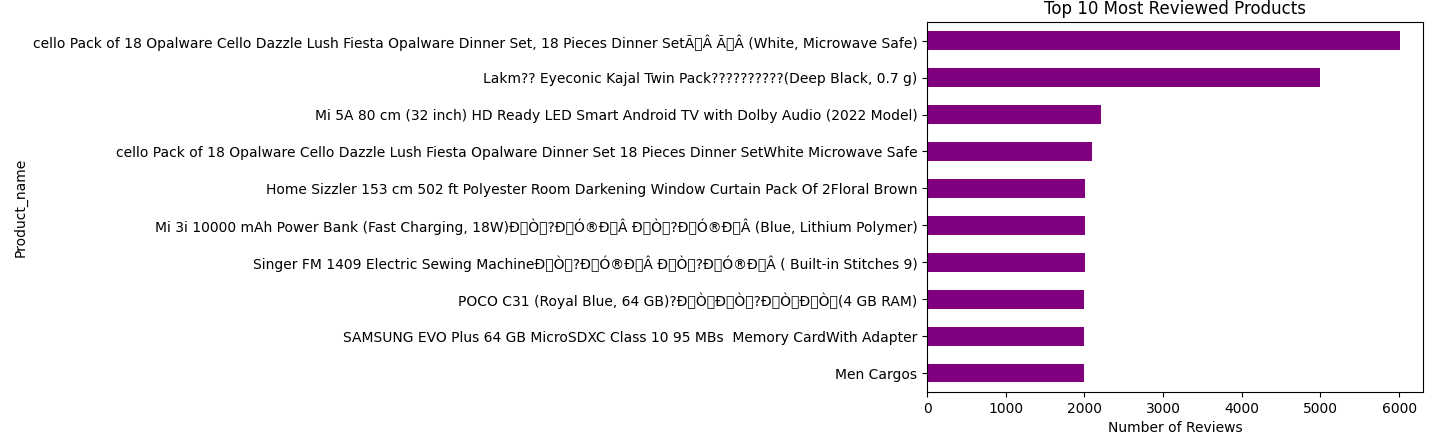 Top 10 Most Reviewed Products
cello Pack of 18 Opalware Cello Dazzle Lush Fiesta Opalware Dinner Set, 18 Pieces Dinner SetÃ▯Â Ã▯Â (White, Microwave Safe)
Lakm?? Eyeconic Kajal Twin Pack??????????(Deep Black, 0.7 g)
Mi 5A 80 cm (32 inch) HD Ready LED Smart Android TV with Dolby Audio (2022 Model)
cello Pack of 18 Opalware Cello Dazzle Lush Fiesta Opalware Dinner Set 18 Pieces Dinner SetWhite Microwave Safe
Home Sizzler 153 cm 502 ft Polyester Room Darkening Window Curtain Pack Of 2Floral Brown
Mi 3i 10000 mAh Power Bank (Fast Charging, 18W)Ð▯Ò▯?Ð▯Ó®Ð▯Â Ð▯Ò▯?Ð▯Ó®Ð▯Â (Blue, Lithium Polymer)
Singer FM 1409 Electric Sewing MachineÐ▯Ò▯?Ð▯Ó®Ð▯Â Ð▯Ò▯?Ð▯Ó®Ð▯Â ( Built-in Stitches 9)
POCO C31 (Royal Blue, 64 GB)?Ð▯Ò▯Ð▯Ò▯?Ð▯Ò▯Ð▯Ò▯(4 GB RAM)
SAMSUNG EVO Plus 64 GB MicroSDXC Class 10 95 MBs  Memory CardWith Adapter
Men Cargos
Product_name
0 1000 2000 3000 4000 5000 6000
Number of Reviews